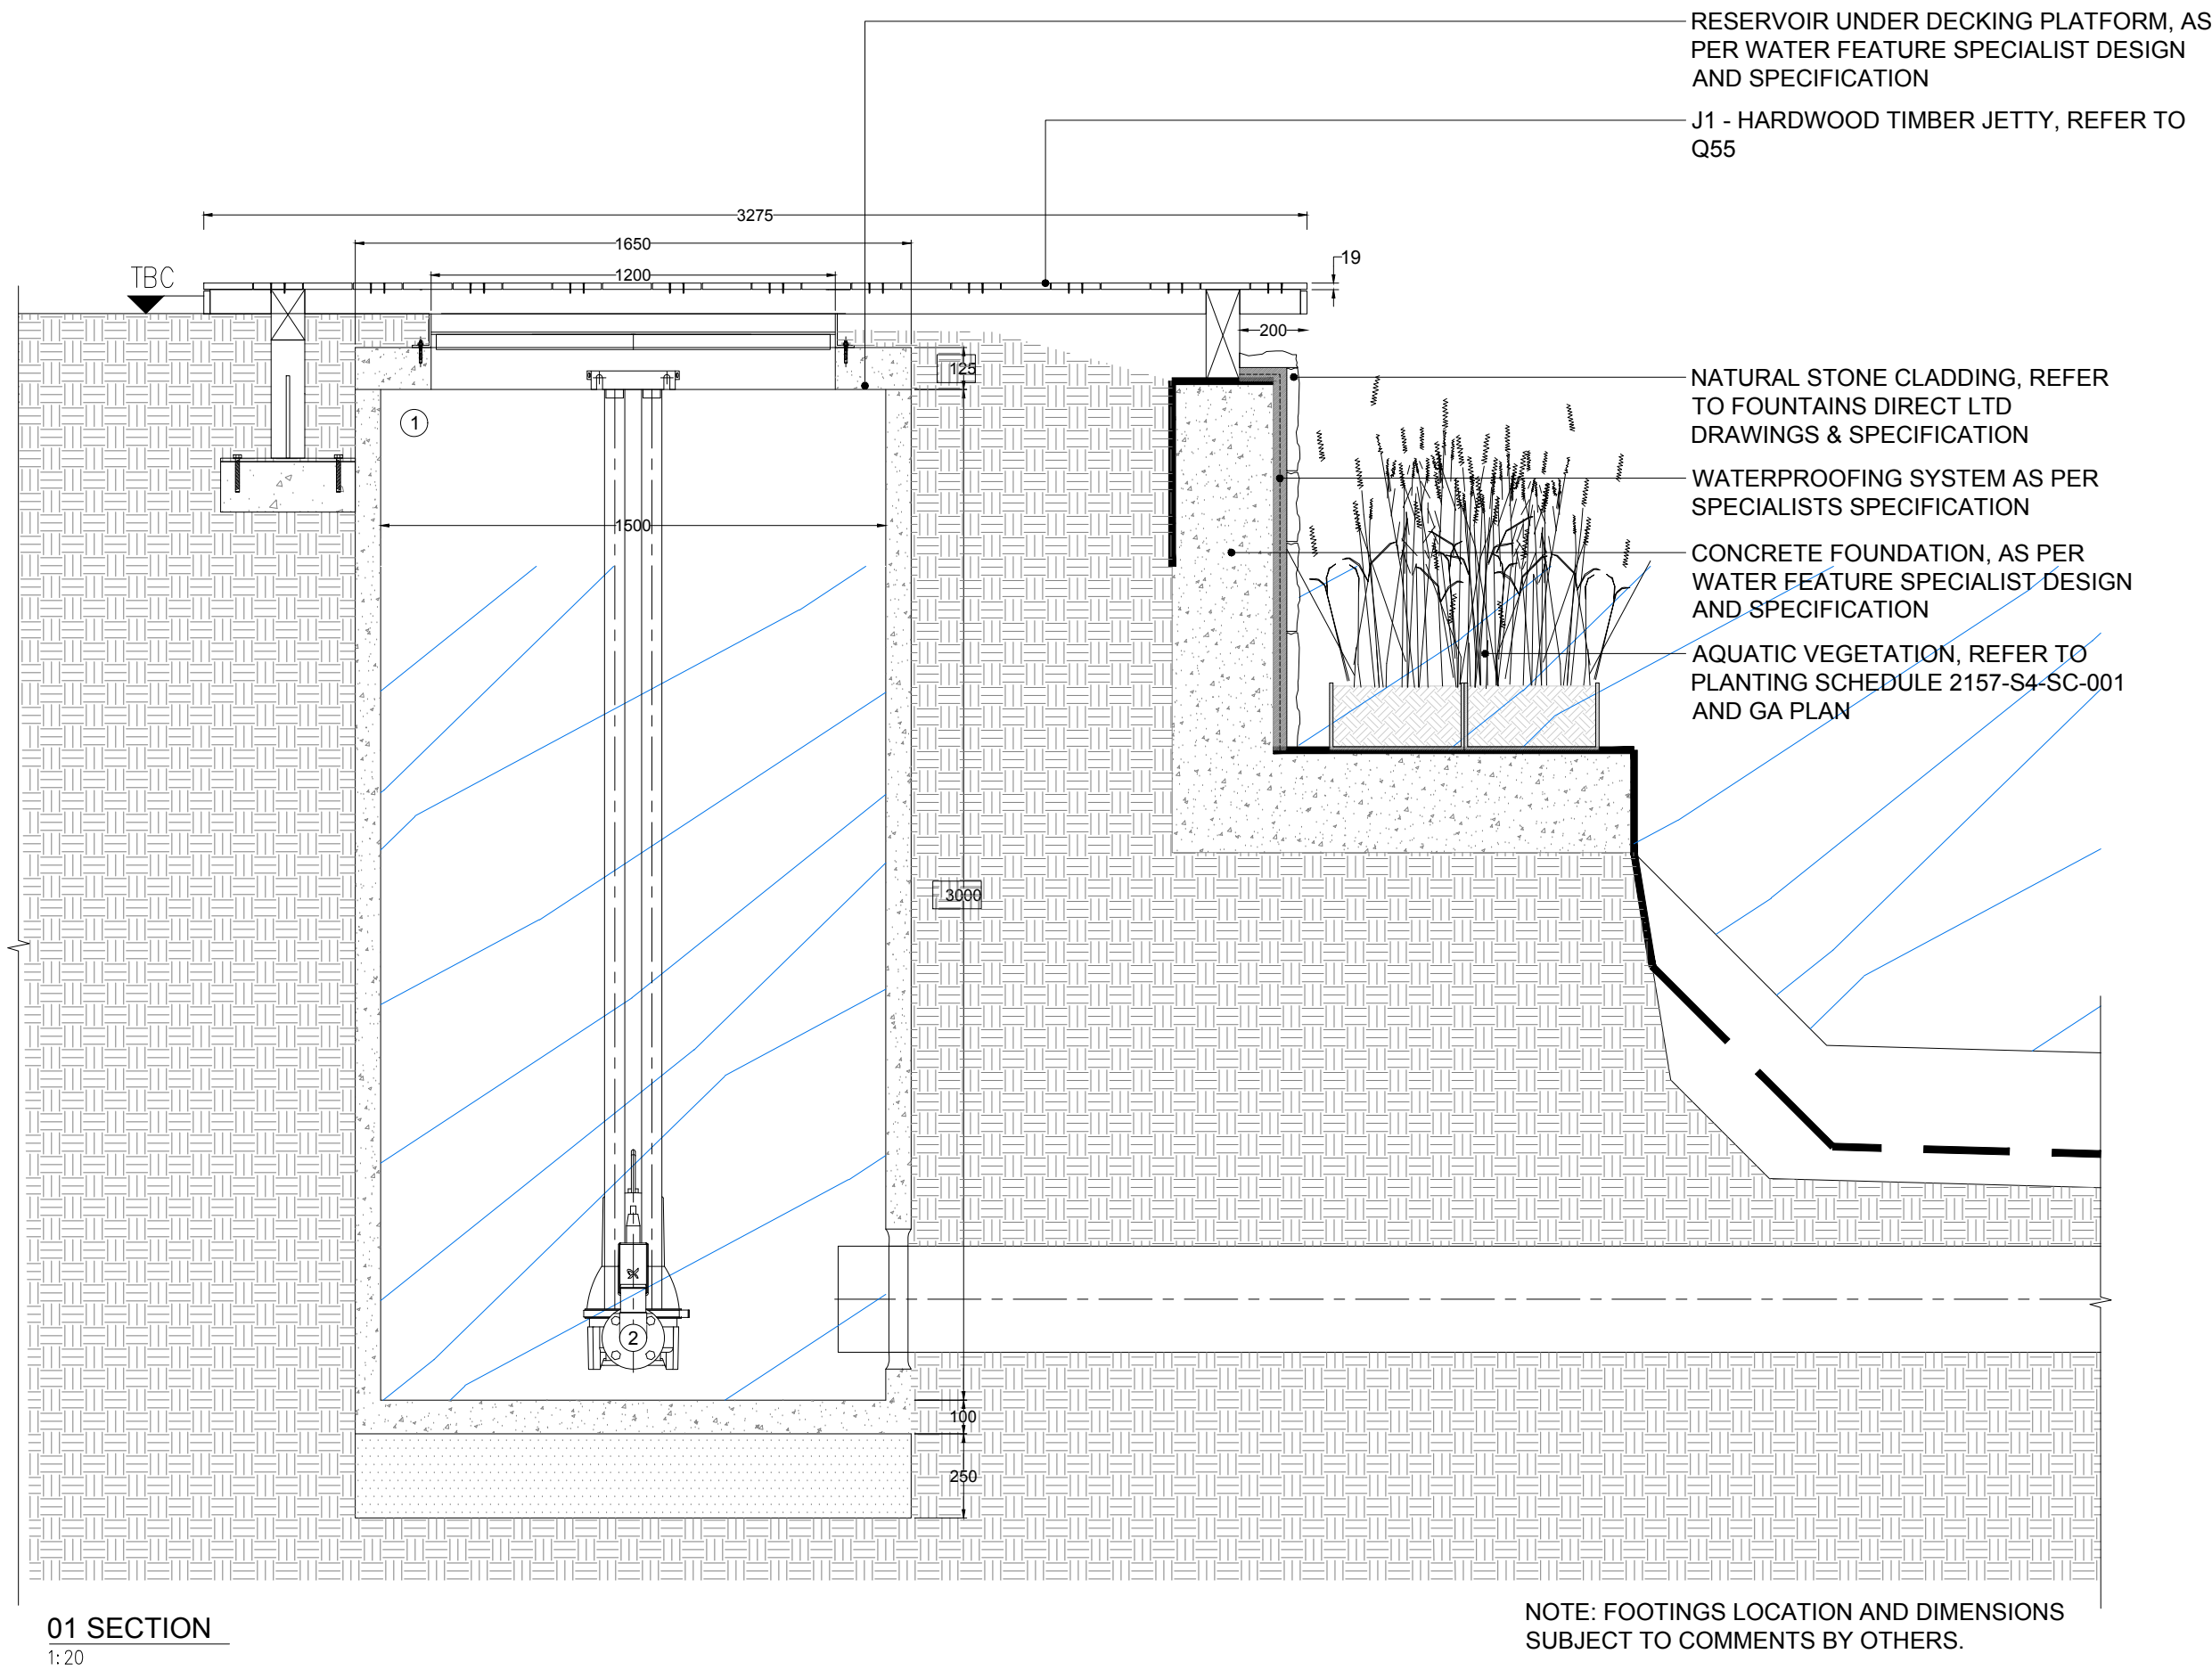 RESERVOIR UNDER DECKING PLATFORM, AS
PER WATER FEATURE SPECIALIST DESIGN
AND SPECIFICATION
J1 - HARDWOOD TIMBER JETTY, REFER TO
Q55
3275
1650
1200
19
TBC
200
125
NATURAL STONE CLADDING, REFER
TO FOUNTAINS DIRECT LTD
DRAWINGS & SPECIFICATION
1
WATERPROOFING SYSTEM AS PER
SPECIALISTS SPECIFICATION
1500
CONCRETE FOUNDATION, AS PER
WATER FEATURE SPECIALIST DESIGN
AND SPECIFICATION
AQUATIC VEGETATION, REFER TO
PLANTING SCHEDULE 2157-S4-SC-001
AND GA PLAN
3000
2
100
250
01 SECTION
1:20
NOTE: FOOTINGS LOCATION AND DIMENSIONS
SUBJECT TO COMMENTS BY OTHERS.